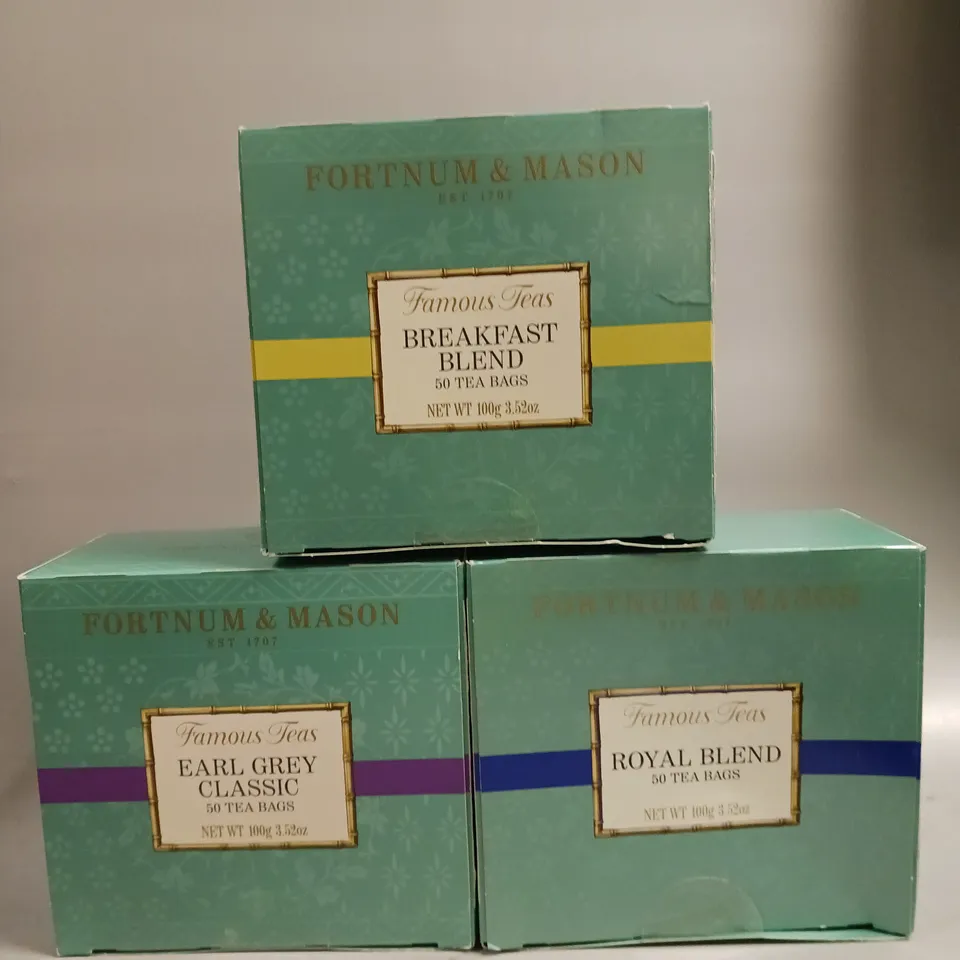 FORTNUM & MASON
EST 1707
Famous Teas
BREAKFAST
BLEND
50 TEA BAGS
NET WT 100g 3.52oz
FORTNUM & MASON
EST 1707
Famous Teas
EARL GREY
CLASSIC
50 TEA BAGS
NET WT 100g 3.52oz
FORTNUM & MASON
EST 1707
Famous Teas
ROYAL BLEND
50 TEA BAGS
NET WT 100g 3.52oz